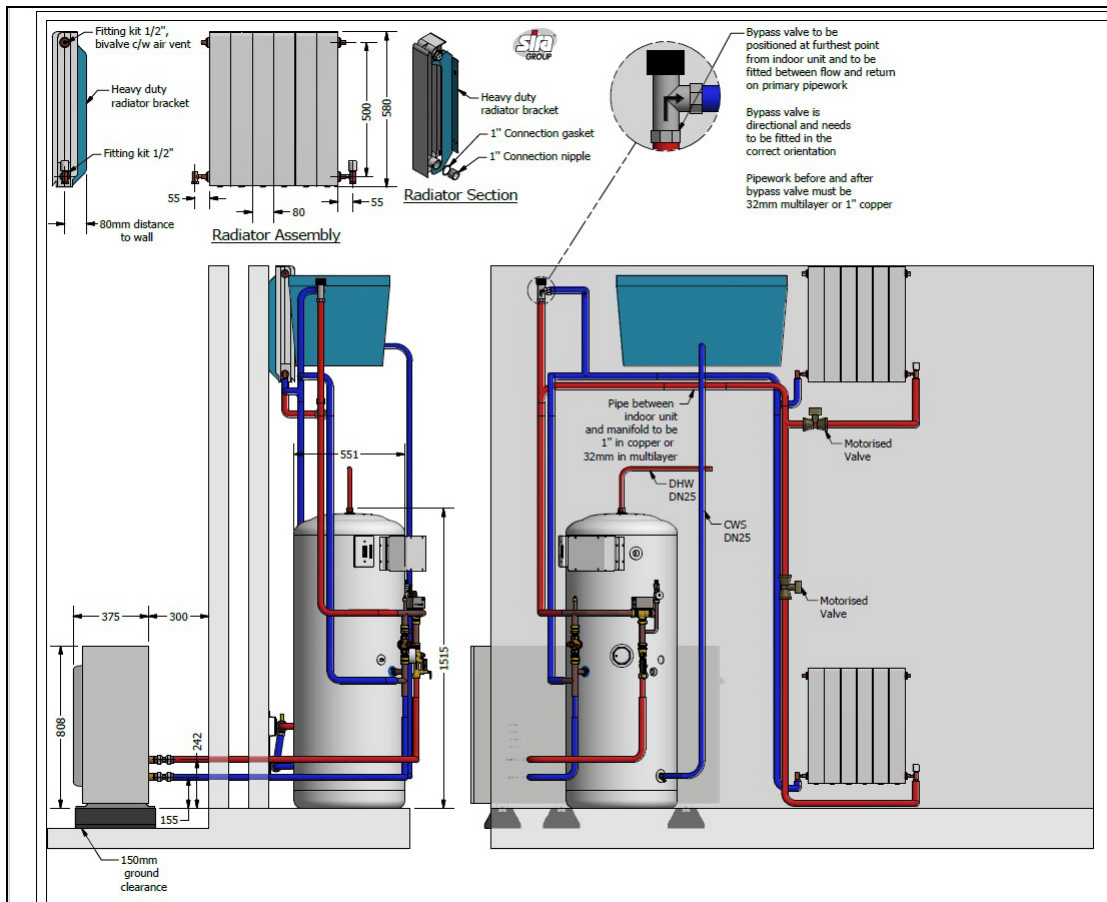 Fitting kit 1/2",
bivalve c/w air vent
Heavy duty
radiator bracket
Fitting kit 1/2"
80mm distance
to wall
55
80
55
500
580
Radiator Assembly
sira
GROUP
Heavy duty
radiator bracket
1" Connection gasket
1" Connection nipple
Radiator Section
Bypass valve to be
positioned at furthest point
from indoor unit and to be
fitted between flow and return
on primary pipework
Bypass valve is
directional and needs
to be fitted in the
correct orientation
Pipework before and after
bypass valve must be
32mm multilayer or 1" copper
551
1515
375
300
808
242
155
150mm
ground
clearance
Pipe between
indoor unit
and manifold to be
1" in copper or
32mm in multilayer
DHW
DN25
CWS
DN25
Motorised
Valve
Motorised
Valve